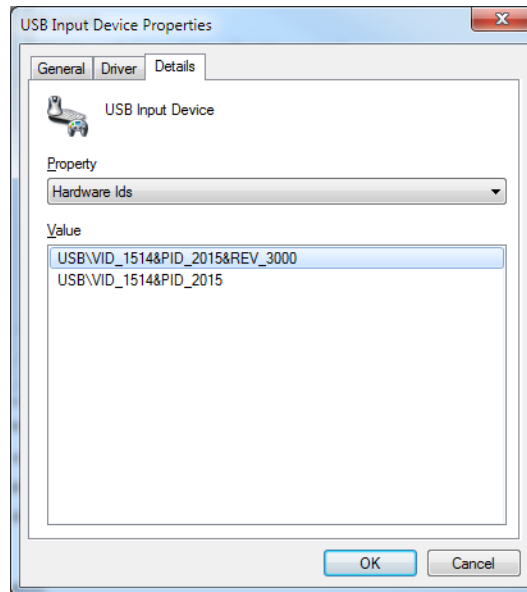 USB Input Device Properties
General Driver Details
USB Input Device
Property
Hardware Ids
Value
USB\VID_1514&PID_2015&REV_3000
USB\VID_1514&PID_2015
OK Cancel